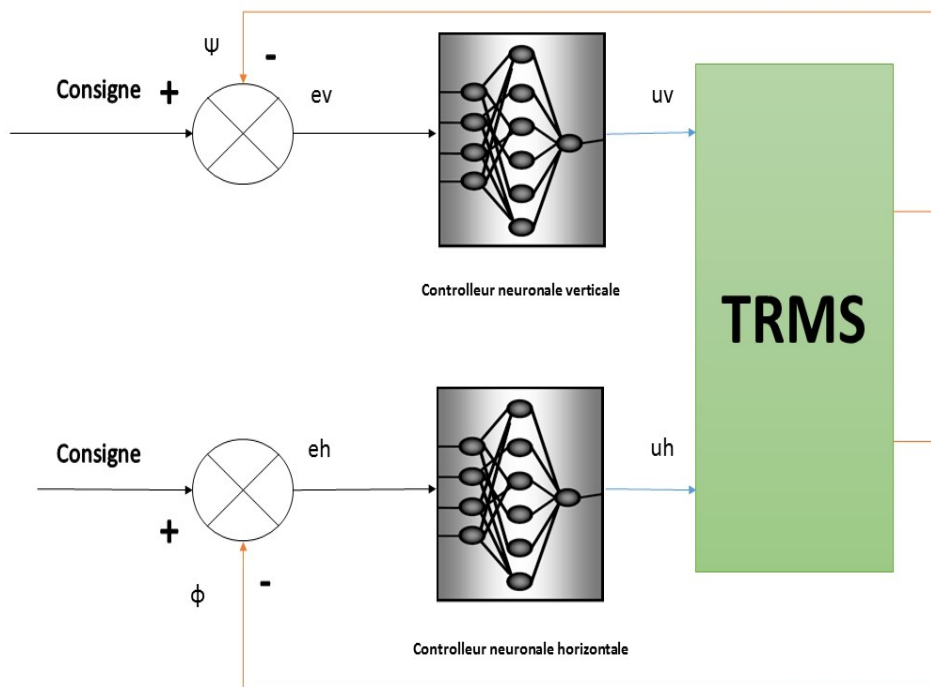 Ψ
-
Consigne +
ev
uv
Controlleur neuronale verticale
TRMS
Consigne
+
eh
uh
ϕ
-
Controlleur neuronale horizontale